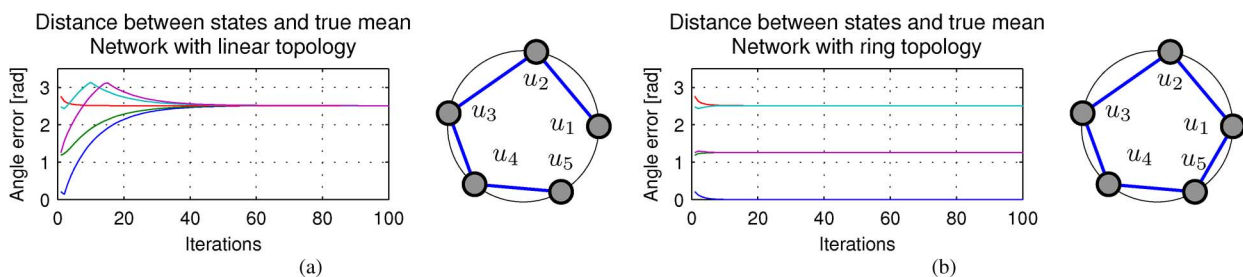 Distance between states and true mean
Network with linear topology
Angle error [rad]
3
2
1
0
0 20 40 60 80 100
Iterations
u₂
u₃
u₁
u₄
u₅
(a)
Distance between states and true mean
Network with ring topology
Angle error [rad]
3
2
1
0
0 20 40 60 80 100
Iterations
u₂
u₃
u₁
u₄
u₅
(b)